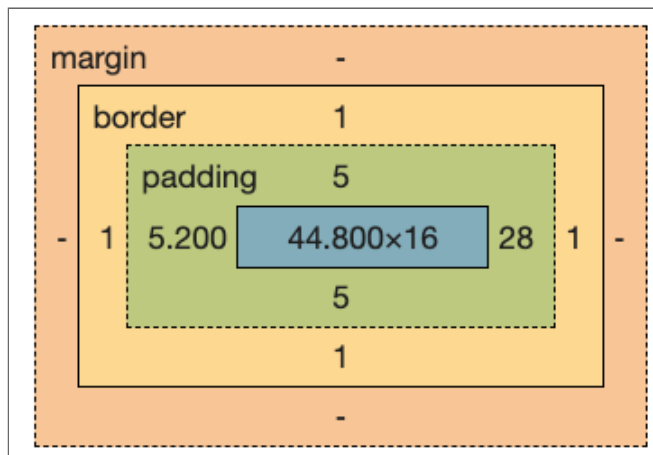 margin -
border 1
padding 5
- 1 5.200 44.800×16 28 1 -
5
1
-